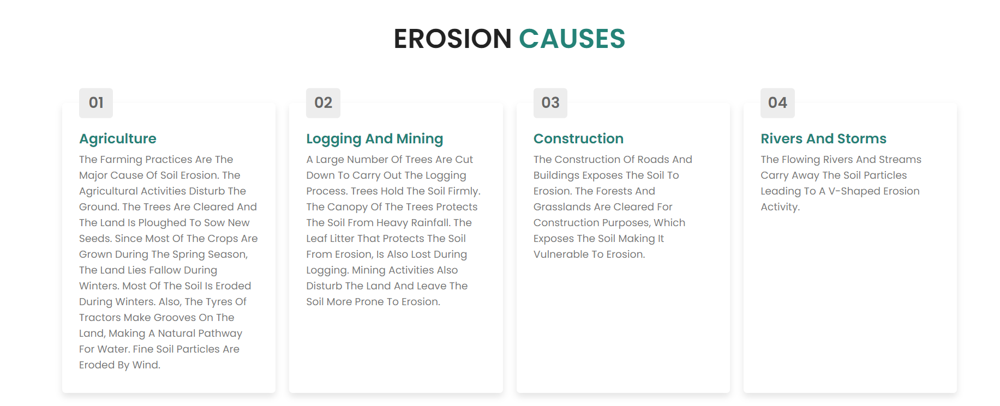 EROSION CAUSES
01
Agriculture
The Farming Practices Are The
Major Cause Of Soil Erosion. The
Agricultural Activities Disturb The
Ground. The Trees Are Cleared And
The Land Is Ploughed To Sow New
Seeds. Since Most Of The Crops Are
Grown During The Spring Season,
The Land Lies Fallow During
Winters. Most Of The Soil Is Eroded
During Winters. Also, The Tyres Of
Tractors Make Grooves On The
Land, Making A Natural Pathway
For Water. Fine Soil Particles Are
Eroded By Wind.
02
Logging And Mining
A Large Number Of Trees Are Cut
Down To Carry Out The Logging
Process. Trees Hold The Soil Firmly.
The Canopy Of The Trees Protects
The Soil From Heavy Rainfall. The
Leaf Litter That Protects The Soil
From Erosion, Is Also Lost During
Logging. Mining Activities Also
Disturb The Land And Leave The
Soil More Prone To Erosion.
03
Construction
The Construction Of Roads And
Buildings Exposes The Soil To
Erosion. The Forests And
Grasslands Are Cleared For
Construction Purposes, Which
Exposes The Soil Making It
Vulnerable To Erosion.
04
Rivers And Storms
The Flowing Rivers And Streams
Carry Away The Soil Particles
Leading To A V-Shaped Erosion
Activity.